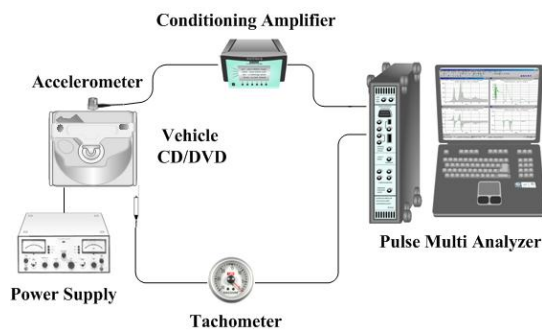 Conditioning Amplifier
Accelerometer
Vehicle
CD/DVD
Pulse Multi Analyzer
Power Supply
Tachometer